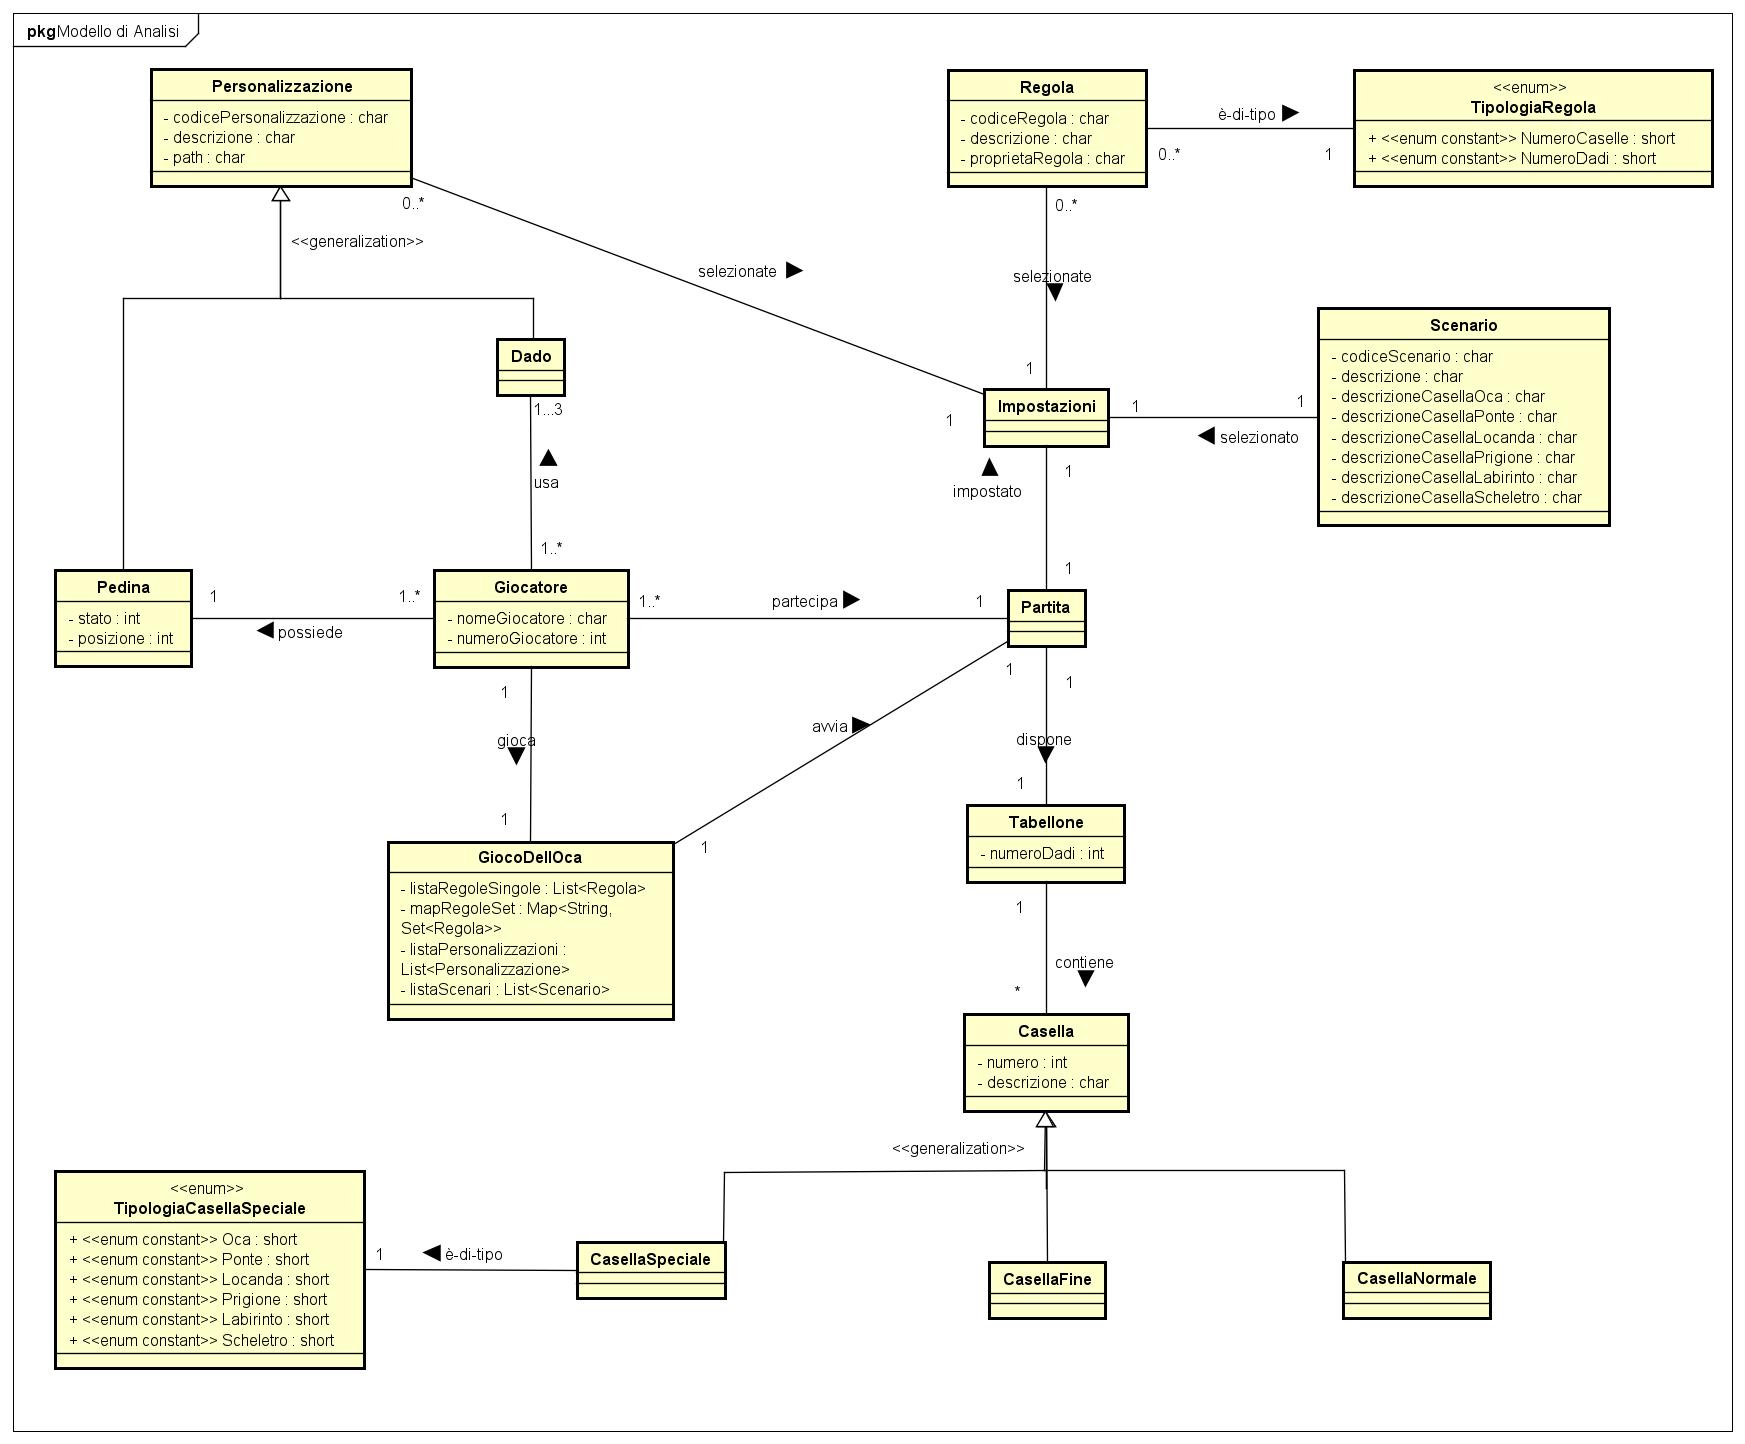 pkg Modello di Analisi
Personalizzazione
- codicePersonalizzazione : char
- descrizione : char
- path : char
Regola
- codiceRegola : char
- descrizione : char
- proprietaRegola : char
è-di-tipo
0..*
1
<<enum>>
TipologiaRegola
+ <<enum constant>> NumeroCaselle : short
+ <<enum constant>> NumeroDadi : short
0..*
0..*
<<generalization>>
selezionate
selezionate
Scenario
- codiceScenario : char
- descrizione : char
- descrizioneCasellaOca : char
- descrizioneCasellaPonte : char
- descrizioneCasellaLocanda : char
- descrizioneCasellaPrigione : char
- descrizioneCasellaLabirinto : char
- descrizioneCasellaScheletro : char
Dado
1...3
1
Impostazioni
1
1
1
selezionato
usa
1
impostato
1..*
1
Pedina
- stato : int
- posizione : int
1
1..*
possiede
Giocatore
- nomeGiocatore : char
- numeroGiocatore : int
1..*
partecipa
1
Partita
1
1
1
gioca
avvia
dispone
1
1
1
GiocoDellOca
- listaRegoleSingole : List<Regola>
- mapRegoleSet : Map<String,
Set<Regola>>
- listaPersonalizzazioni :
List<Personalizzazione>
- listaScenari : List<Scenario>
Tabellone
- numeroDadi : int
1
contiene
*
Casella
- numero : int
- descrizione : char
<<generalization>>
<<enum>>
TipologiaCasellaSpeciale
+ <<enum constant>> Oca : short
+ <<enum constant>> Ponte : short
+ <<enum constant>> Locanda : short
+ <<enum constant>> Prigione : short
+ <<enum constant>> Labirinto : short
+ <<enum constant>> Scheletro : short
1
è-di-tipo
CasellaSpeciale
CasellaFine
CasellaNormale